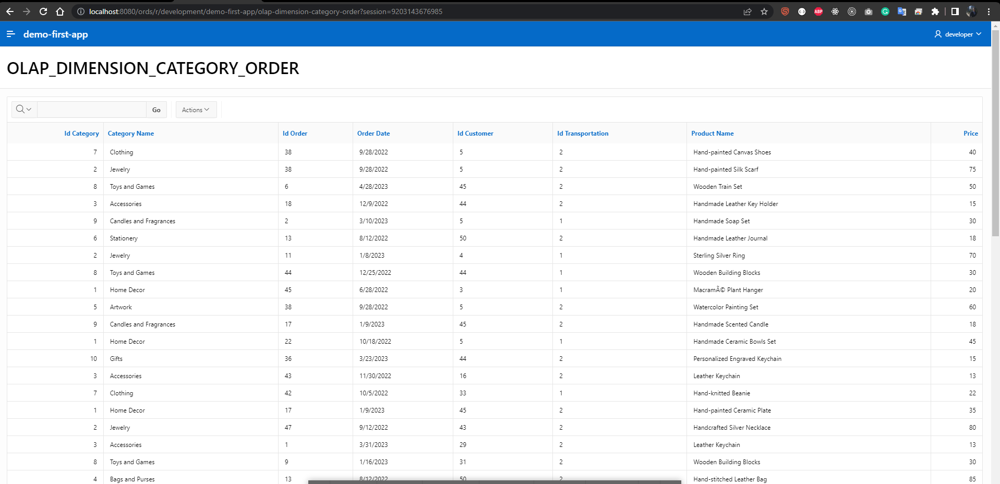 localhost:8080/ords/r/development/demo-first-app/olap-dimension-category-order?session=9203143676985
ABP
demo-first-app developer
OLAP_DIMENSION_CATEGORY_ORDER
Go Actions
Id Category Category Name Id Order Order Date Id Customer Id Transportation Product Name Price
7 Clothing 38 9/28/2022 5 2 Hand-painted Canvas Shoes 40
2 Jewelry 38 9/28/2022 5 2 Hand-painted Silk Scarf 75
8 Toys and Games 6 4/28/2023 45 2 Wooden Train Set 50
3 Accessories 18 12/9/2022 44 2 Handmade Leather Key Holder 15
9 Candles and Fragrances 2 3/10/2023 5 1 Handmade Soap Set 30
6 Stationery 13 8/12/2022 50 2 Handmade Leather Journal 18
2 Jewelry 11 1/8/2023 4 1 Sterling Silver Ring 70
8 Toys and Games 44 12/25/2022 44 1 Wooden Building Blocks 30
1 Home Decor 45 6/28/2022 3 1 MacramÃ© Plant Hanger 20
5 Artwork 38 9/28/2022 5 2 Watercolor Painting Set 60
9 Candles and Fragrances 17 1/9/2023 45 2 Handmade Scented Candle 18
1 Home Decor 22 10/18/2022 5 1 Handmade Ceramic Bowls Set 45
10 Gifts 36 3/23/2023 44 2 Personalized Engraved Keychain 15
3 Accessories 43 11/30/2022 16 2 Leather Keychain 13
7 Clothing 42 10/5/2022 33 1 Hand-knitted Beanie 22
1 Home Decor 17 1/9/2023 45 2 Hand-painted Ceramic Plate 35
2 Jewelry 47 9/12/2022 43 2 Handcrafted Silver Necklace 80
3 Accessories 1 3/31/2023 29 2 Leather Keychain 13
8 Toys and Games 9 1/16/2023 31 2 Wooden Building Blocks 30
4 Bags and Purses 13 8/12/2022 50 2 Hand-stitched Leather Bag 85